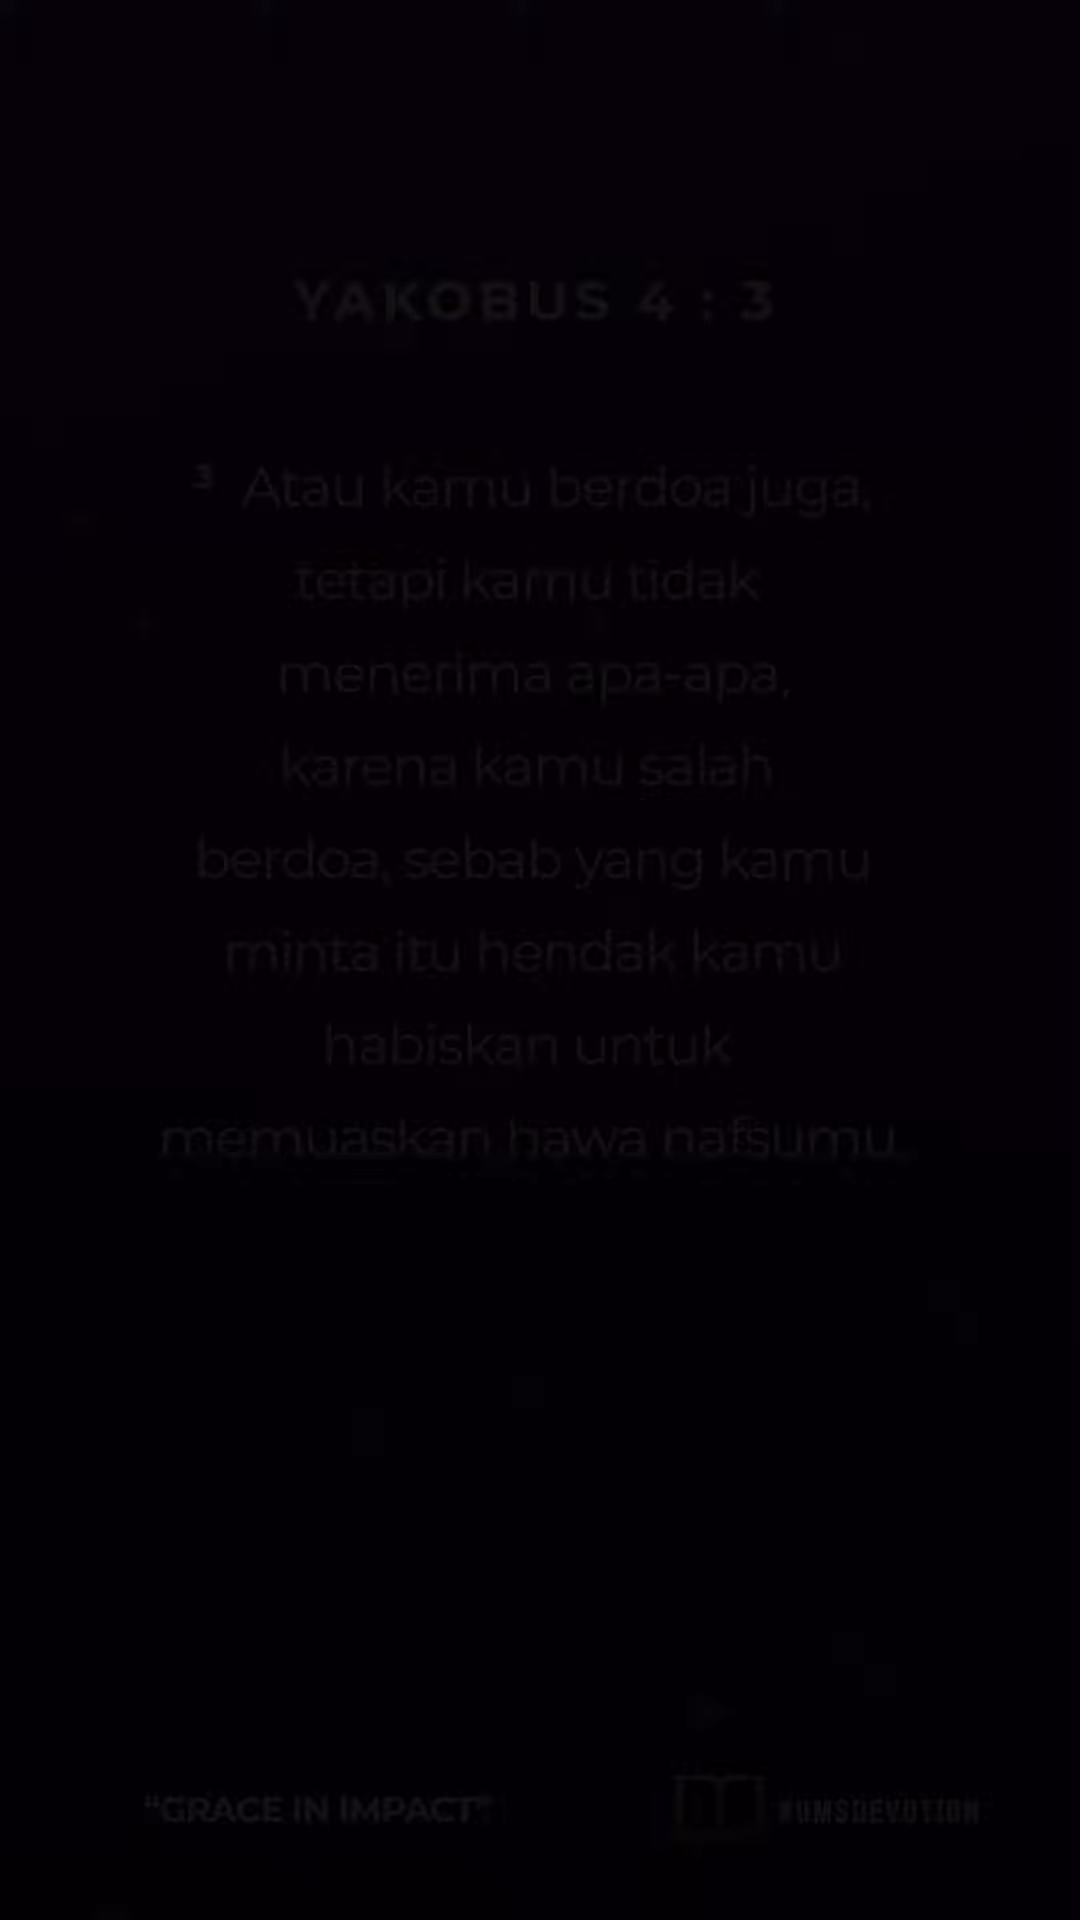 YAKOBUS 4 : 3
3 Atau kamu berdoa juga,
tetapi kamu tidak
menerima apa-apa,
karena kamu salah
berdoa, sebab yang kamu
minta itu hendak kamu
habiskan untuk
memuaskan hawa nafsumu.
"GRACE IN IMPACT"
#UMSDEVOTION